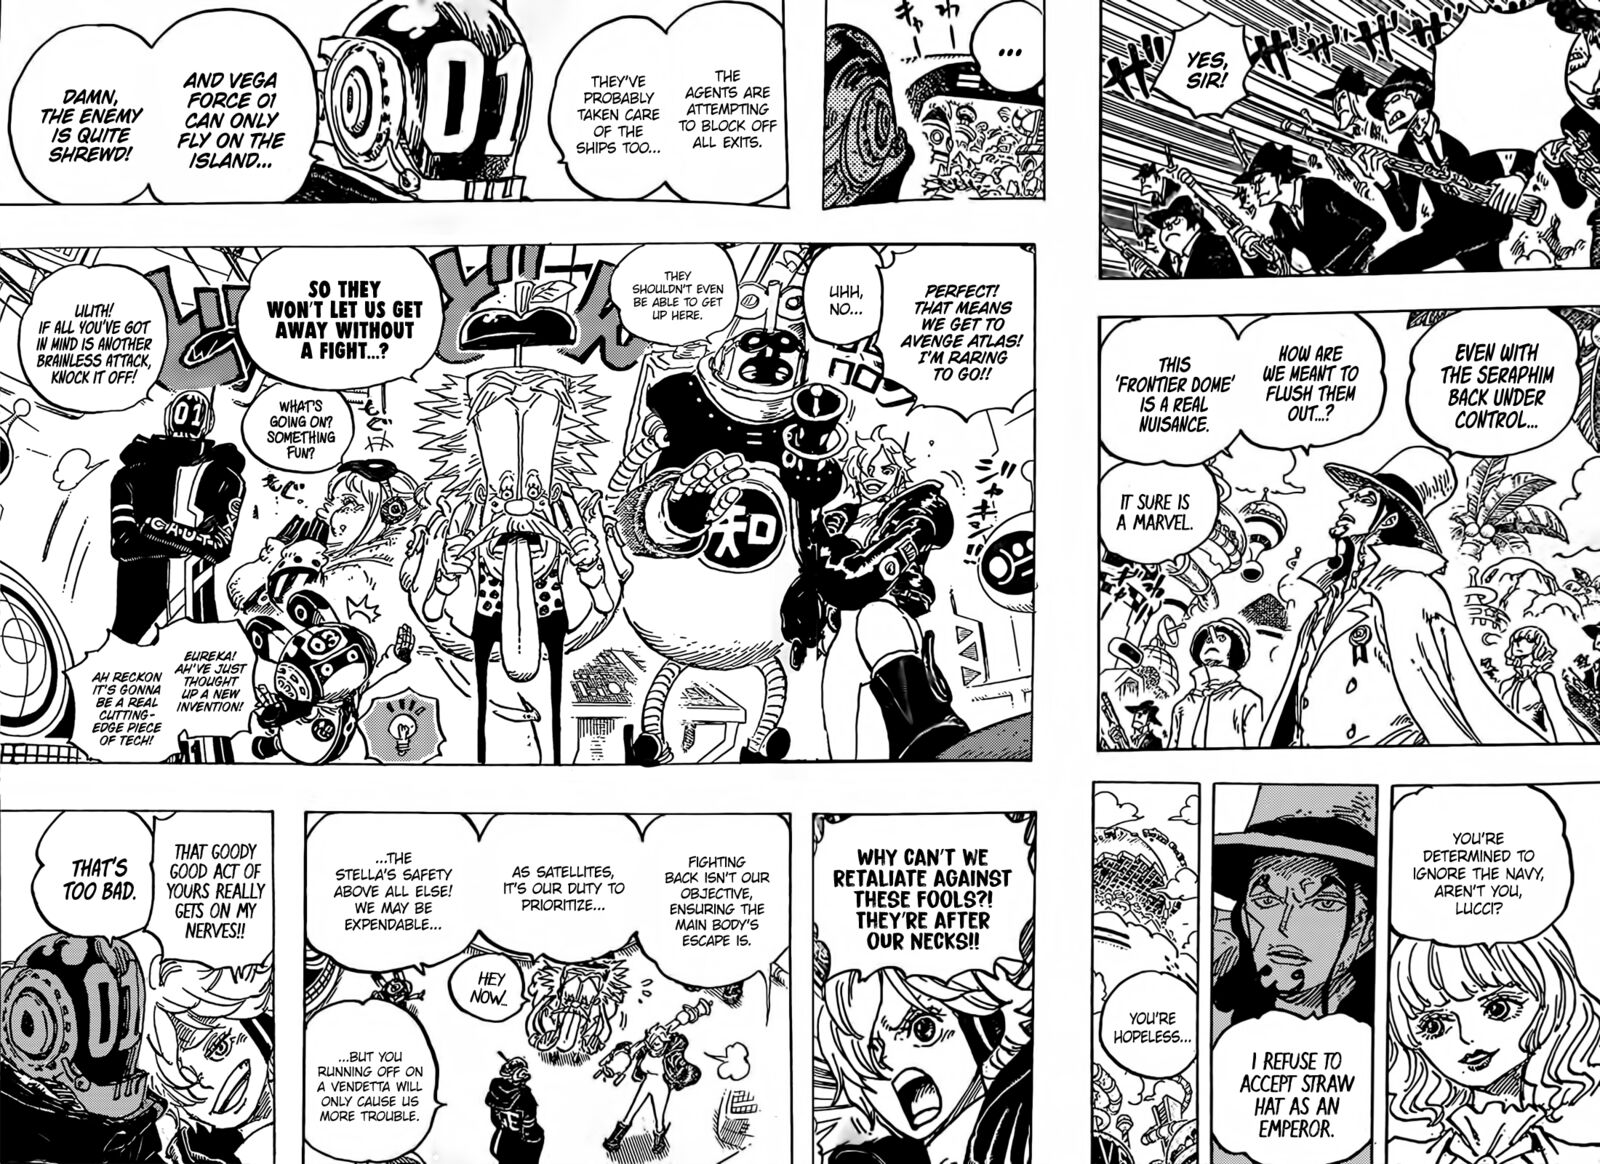 YES,
SIR!
EVEN WITH
THE SERAPHIM
BACK UNDER
CONTROL...
HOW ARE
WE MEANT TO
FLUSH THEM
OUT...?
THIS
'FRONTIER DOME'
IS A REAL
NUISANCE.
IT SURE IS
A MARVEL.
YOU'RE
DETERMINED TO
IGNORE THE NAVY,
AREN'T YOU,
LUCCI?
I REFUSE TO
ACCEPT STRAW
HAT AS AN
EMPEROR.
YOU'RE
HOPELESS...
...
THE
AGENTS ARE
ATTEMPTING
TO BLOCK OFF
ALL EXITS.
THEY'VE
PROBABLY
TAKEN CARE
OF THE
SHIPS TOO...
01
AND VEGA
FORCE 01
CAN ONLY
FLY ON THE
ISLAND...
DAMN,
THE ENEMY
IS QUITE
SHREWD!
PERFECT!
THAT MEANS
WE GET TO
AVENGE ATLAS!
I'M RARING
TO GO!!
UHH,
NO...
THEY
SHOULDN'T EVEN
BE ABLE TO GET
UP HERE.
SO THEY
WON'T LET US GET
AWAY WITHOUT
A FIGHT...?
WHAT'S
GOING ON?
SOMETHING
FUN?
LILITH!
IF ALL YOU'VE GOT
IN MIND IS ANOTHER
BRAINLESS ATTACK,
KNOCK IT OFF!
01
知
ドン
EUREKA!
AH'VE JUST
THOUGHT
UP A NEW
INVENTION!
AH RECKON
IT'S GONNA
BE A REAL
CUTTING-
EDGE PIECE
OF TECH!
WHY CAN'T WE
RETALIATE AGAINST
THESE FOOLS?!
THEY'RE AFTER
OUR NECKS!!
FIGHTING
BACK ISN'T OUR
OBJECTIVE,
ENSURING THE
MAIN BODY'S
ESCAPE IS.
AS SATELLITES,
IT'S OUR DUTY TO
PRIORITIZE...
...THE
STELLA'S SAFETY
ABOVE ALL ELSE!
WE MAY BE
EXPENDABLE...
HEY
NOW..
...BUT YOU
RUNNING OFF ON
A VENDETTA WILL
ONLY CAUSE US
MORE TROUBLE.
THAT GOODY
GOOD ACT OF
YOURS REALLY
GETS ON MY
NERVES!!
THAT'S
TOO BAD.
01